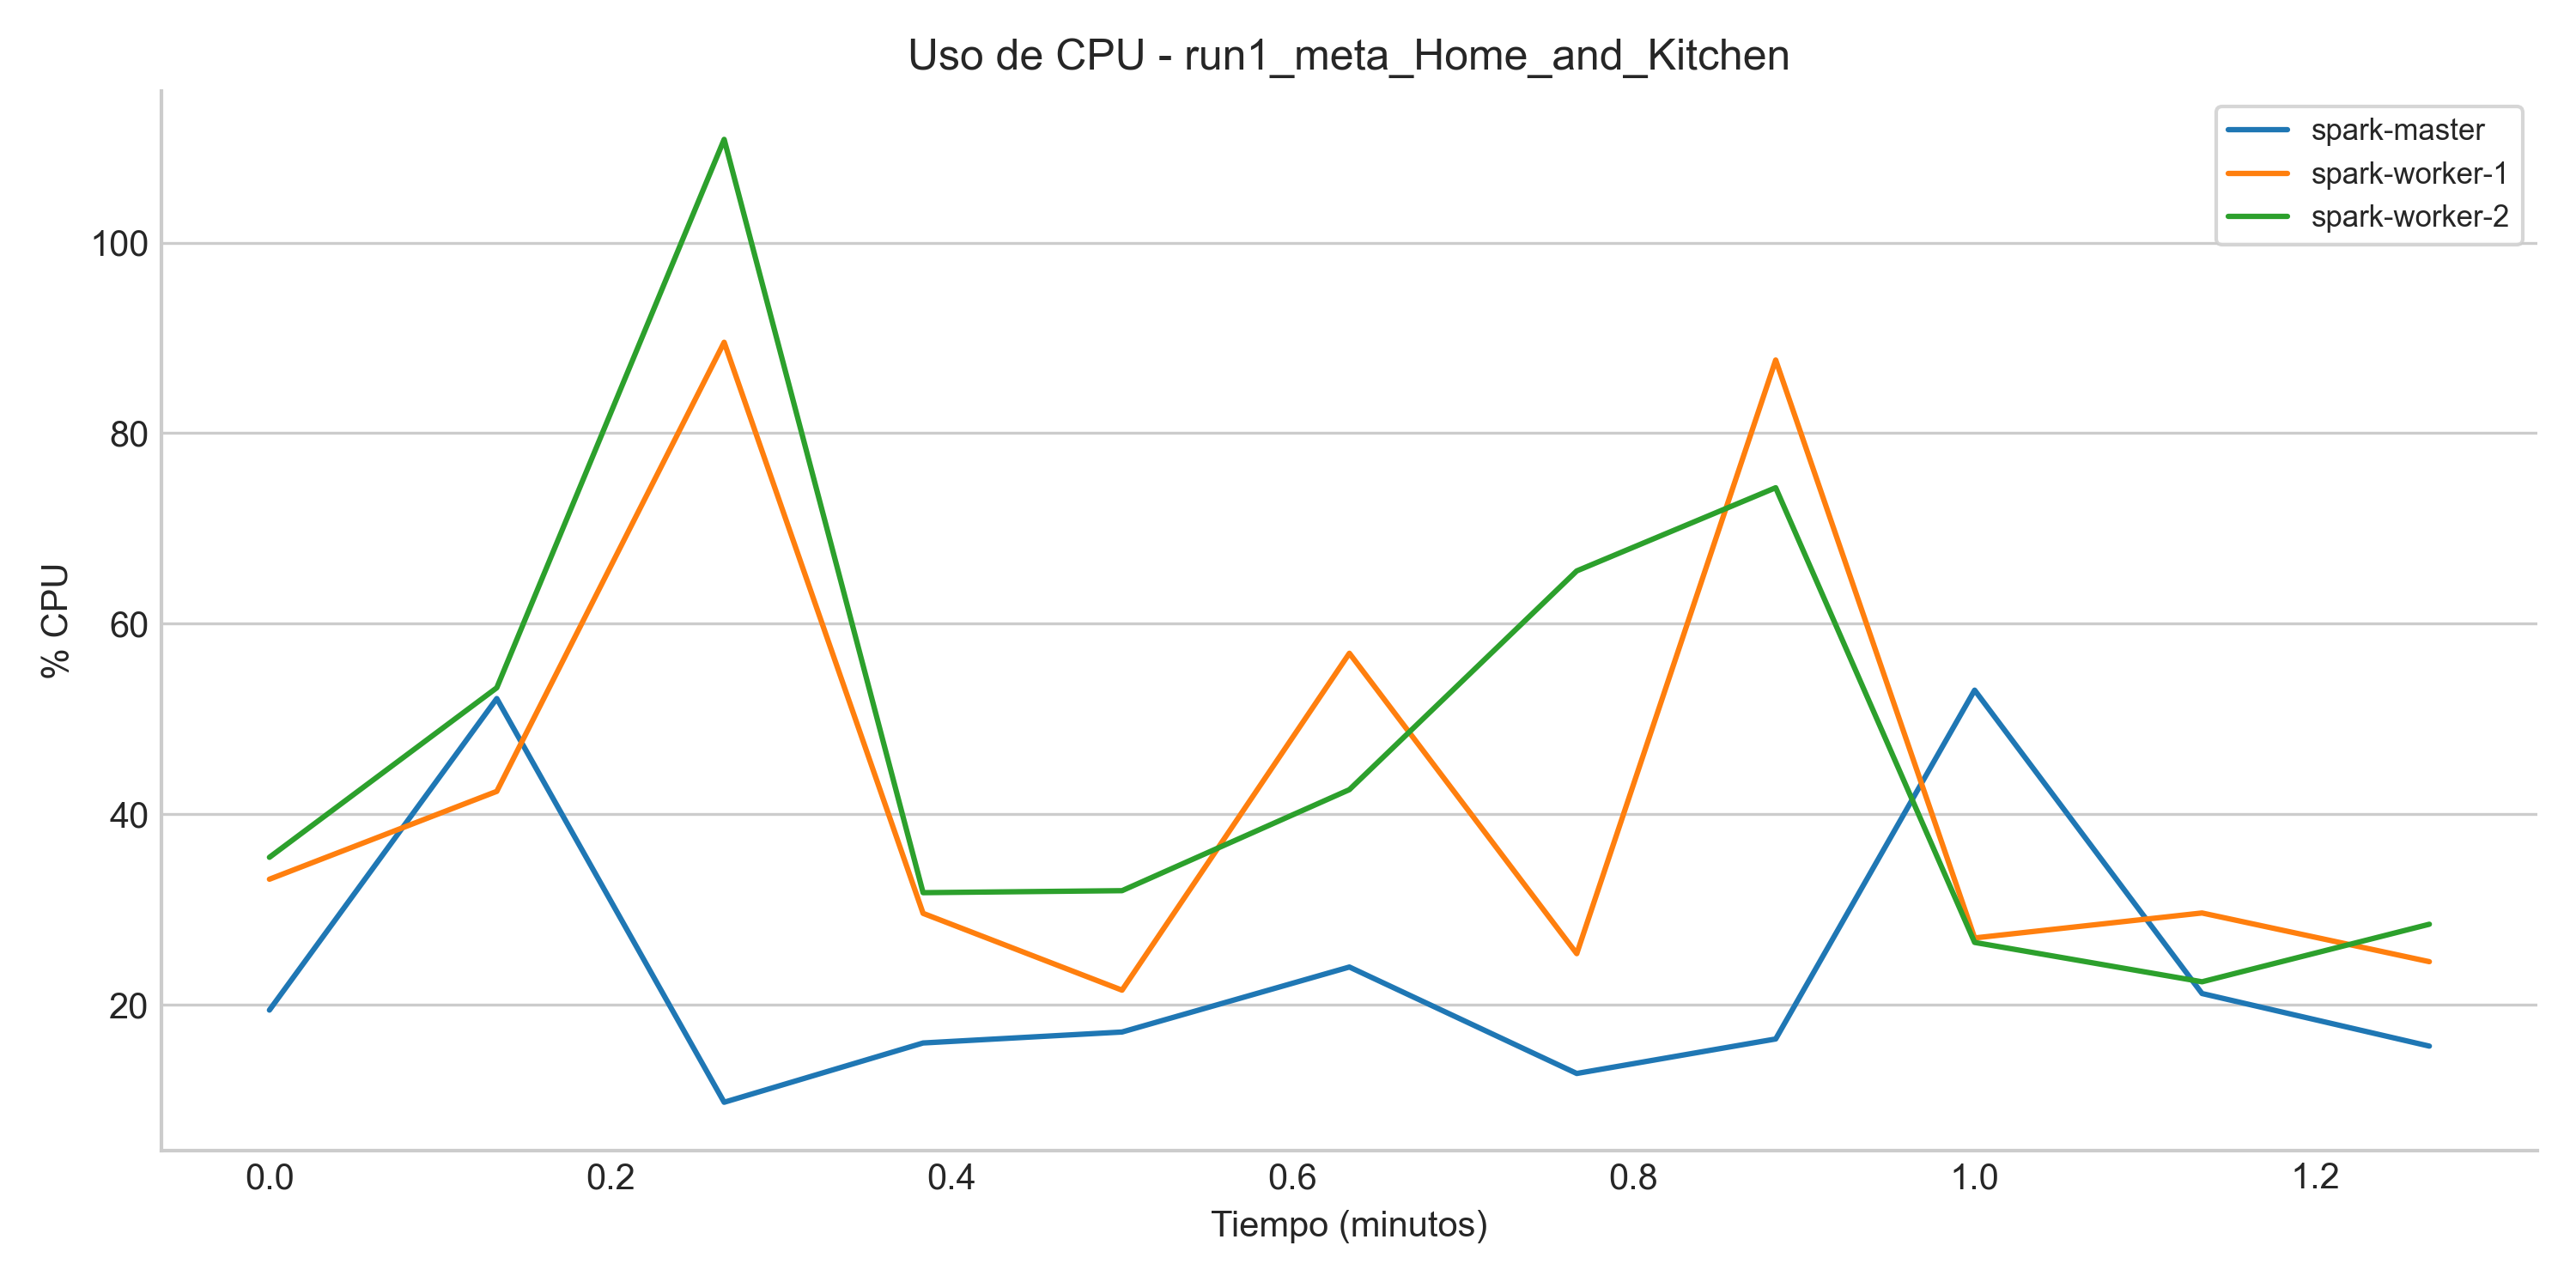 Uso de CPU - run1_meta_Home_and_Kitchen
spark-master
spark-worker-1
spark-worker-2
% CPU
100
80
60
40
20
0.0 0.2 0.4 0.6 0.8 1.0 1.2
Tiempo (minutos)